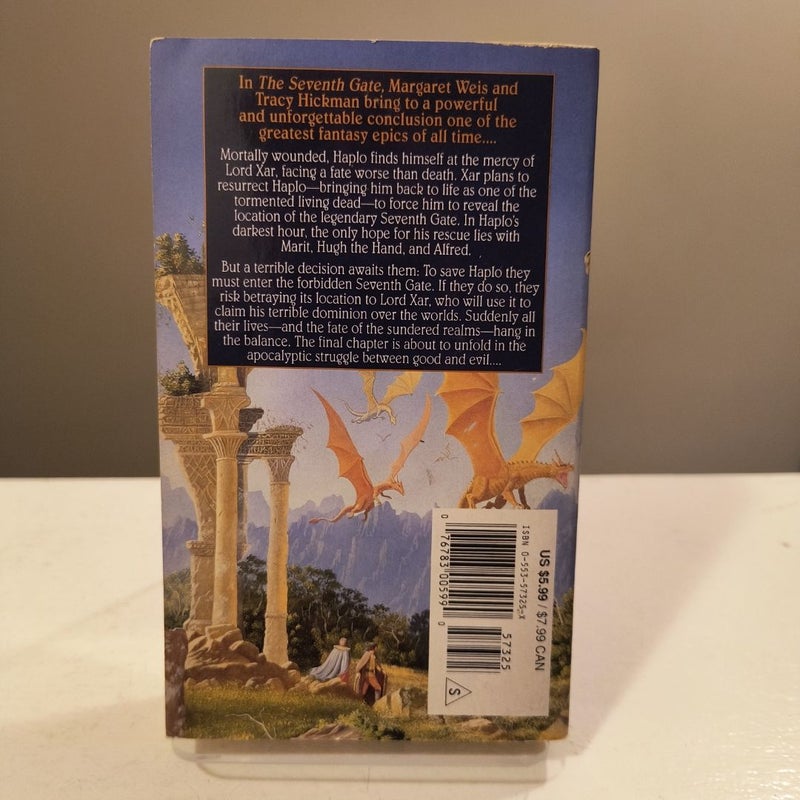 In The Seventh Gate, Margaret Weis and
Tracy Hickman bring to a powerful
and unforgettable conclusion one of the
greatest fantasy epics of all time....
Mortally wounded, Haplo finds himself at the mercy of
Lord Xar, facing a fate worse than death. Xar plans to
resurrect Haplo—bringing him back to life as one of the
tormented living dead—to force him to reveal the
location of the legendary Seventh Gate. In Haplo's
darkest hour, the only hope for his rescue lies with
Marit, Hugh the Hand, and Alfred.
But a terrible decision awaits them: To save Haplo they
must enter the forbidden Seventh Gate. If they do so, they
risk betraying its location to Lord Xar, who will use it to
claim his terrible dominion over the worlds. Suddenly all
their lives—and the fate of the sundered realms—hang in
the balance. The final chapter is about to unfold in the
apocalyptic struggle between good and evil....
US $5.99 / $7.99 CAN
ISBN 0-553-57325-X
0 76783 00599 0
57325
S